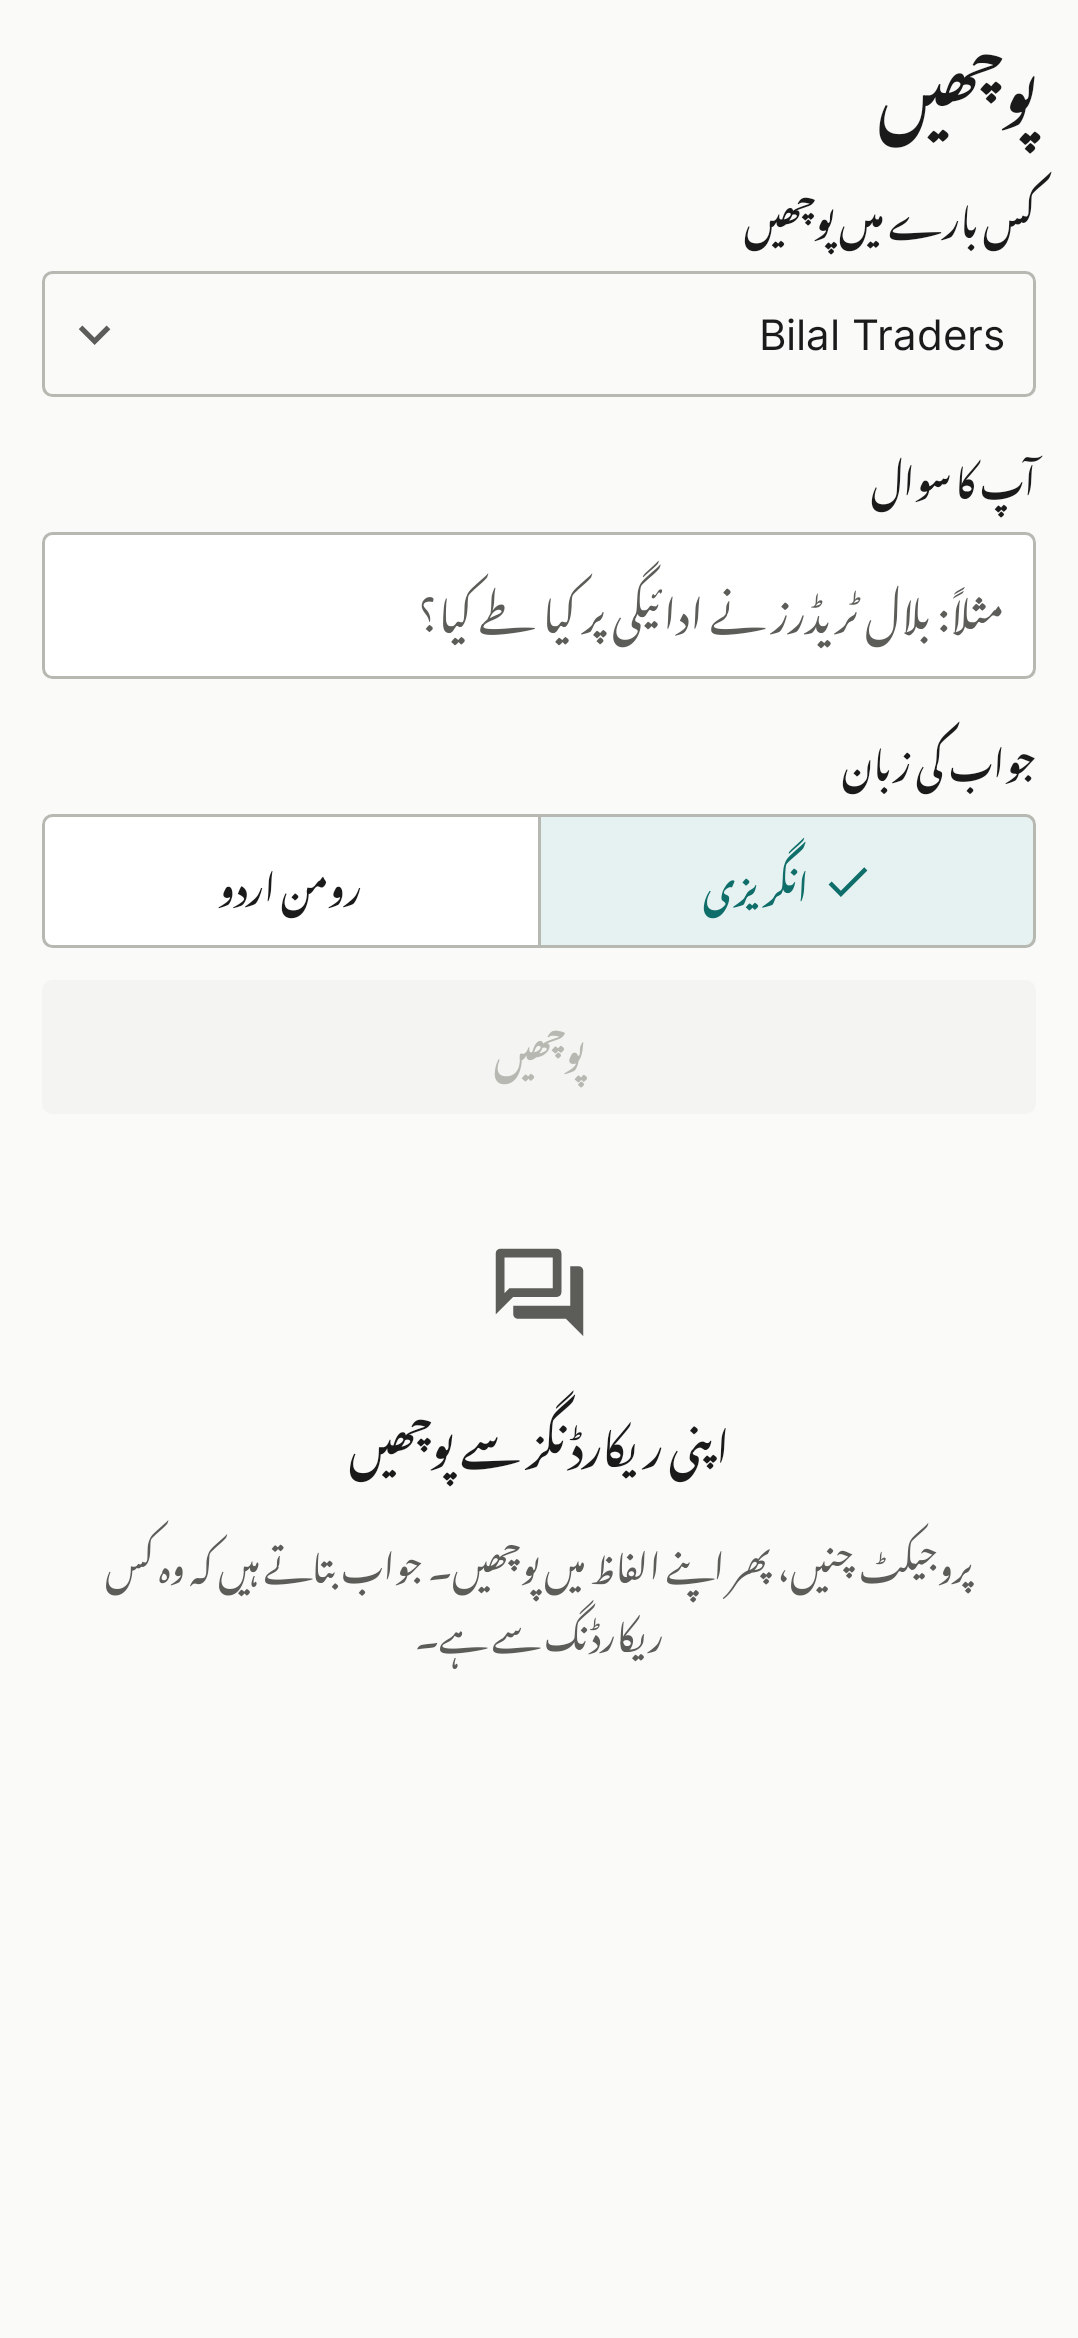 پوچھیں
کس بارے میں پوچھیں
Bilal Traders
آپ کا سوال
مثلاً: بلال ٹریڈرز نے ادائیگی پر کیا طے کیا؟
جواب کی زبان
انگریزی
رومن اردو
پوچھیں
اپنی ریکارڈنگز سے پوچھیں
پروجیکٹ چنیں، پھر اپنے الفاظ میں پوچھیں۔ جواب بتاتے ہیں کہ وہ کس
ریکارڈنگ سے ہے۔